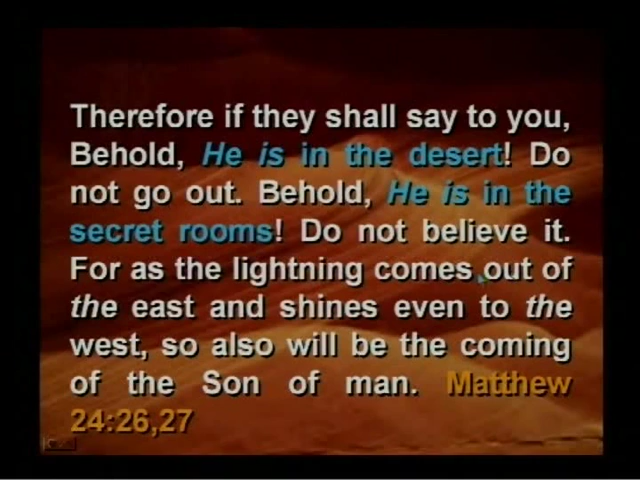 Therefore if they shall say to you,
Behold, He is in the desert! Do
not go out. Behold, He is in the
secret rooms! Do not believe it.
For as the lightning comes out of
the east and shines even to the
west, so also will be the coming
of the Son of man. Matthew
24:26,27